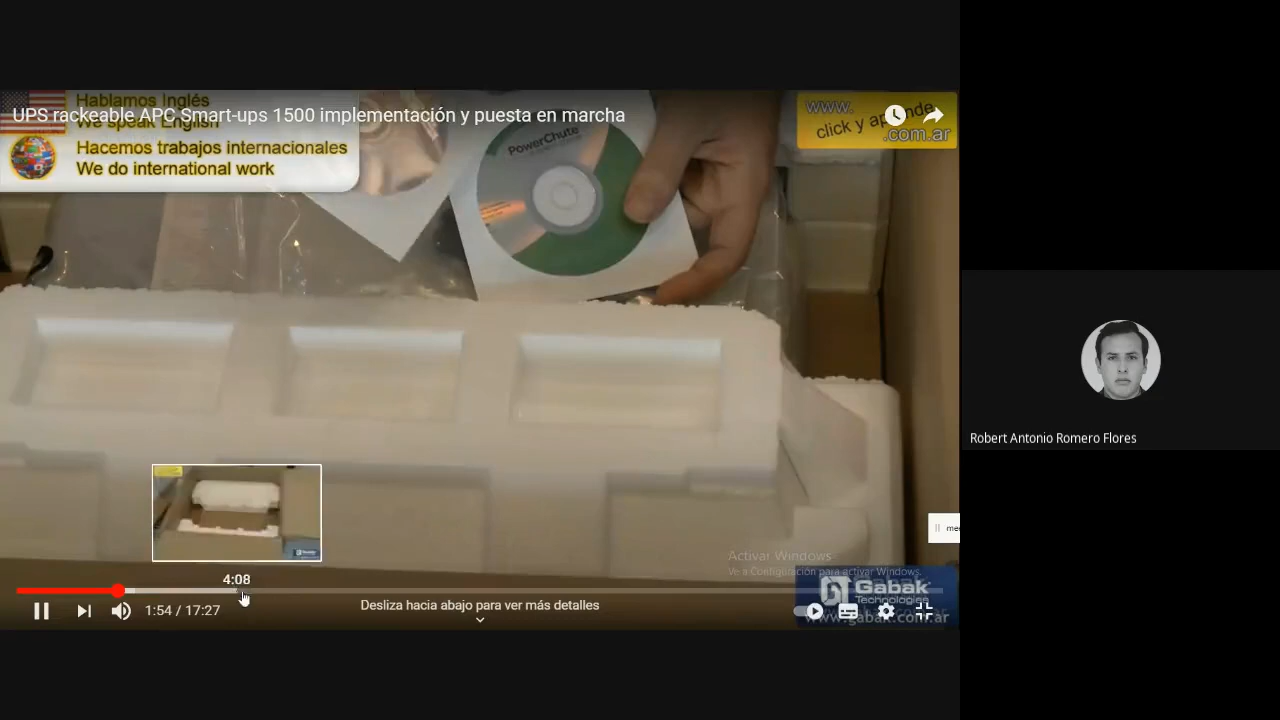 Hablamos Inglés
UPS rackeable APC Smart-ups 1500 implementación y puesta en marcha
We speak English
Hacemos trabajos internacionales
We do international work
PowerChute
www.
click y aprende
.com.ar
Robert Antonio Romero Flores
Activar Windows
Ve a Configuración para activar Windows.
4:08
1:54 / 17:27
Desliza hacia abajo para ver más detalles
Gabak
Technologies
www.gabak.com.ar